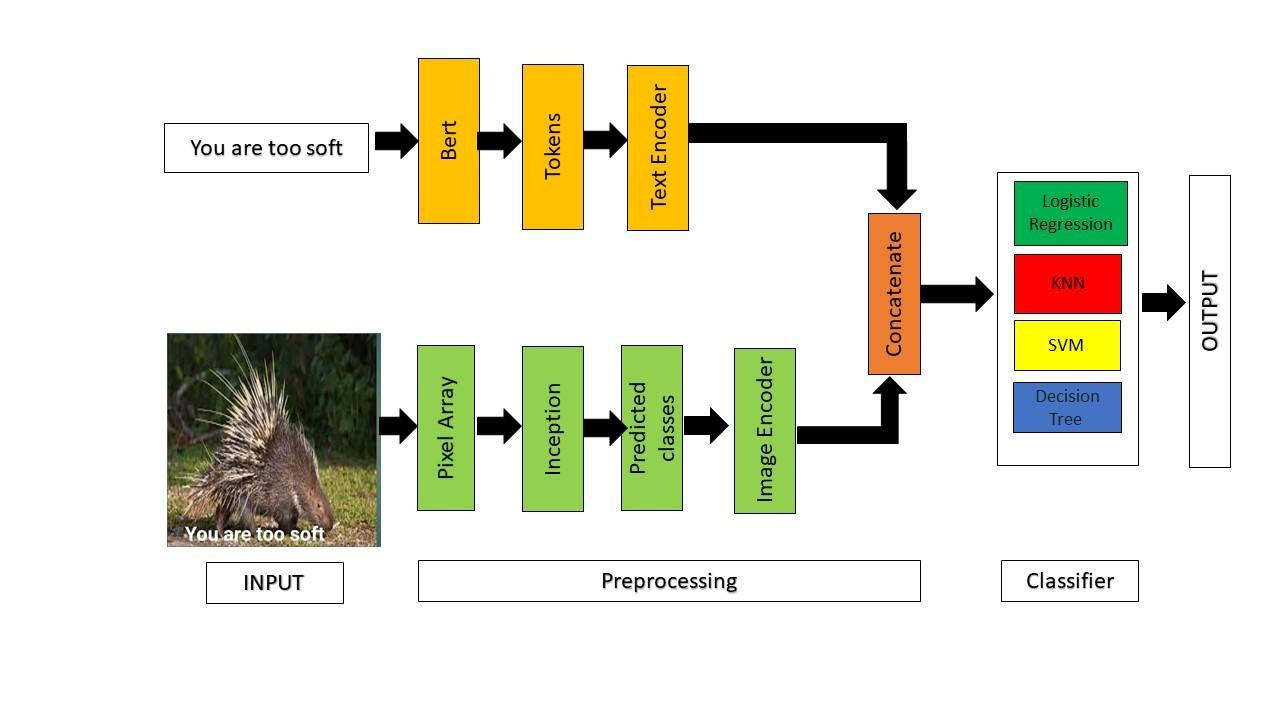 You are too soft
Bert
Tokens
Text Encoder
Concatenate
Logistic
Regression
KNN
SVM
Decision
Tree
OUTPUT
Pixel Array
Inception
Predicted
classes
Image Encoder
You are too soft
INPUT
Preprocessing
Classifier